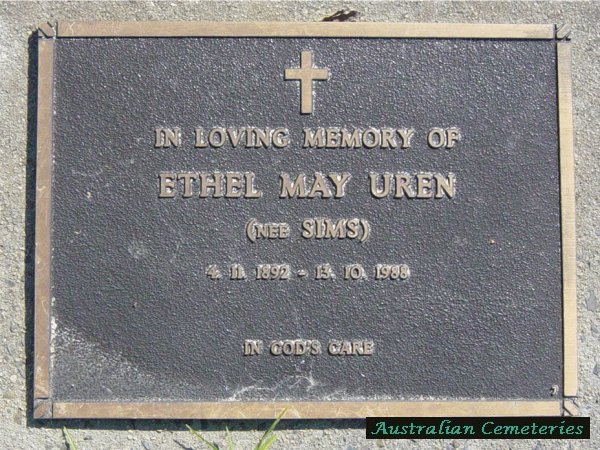 IN LOVING MEMORY OF
ETHEL MAY UREN
(NEE SIMS)
4. 11. 1892 - 13. 10. 1988
IN GOD'S CARE
Australian Cemeteries